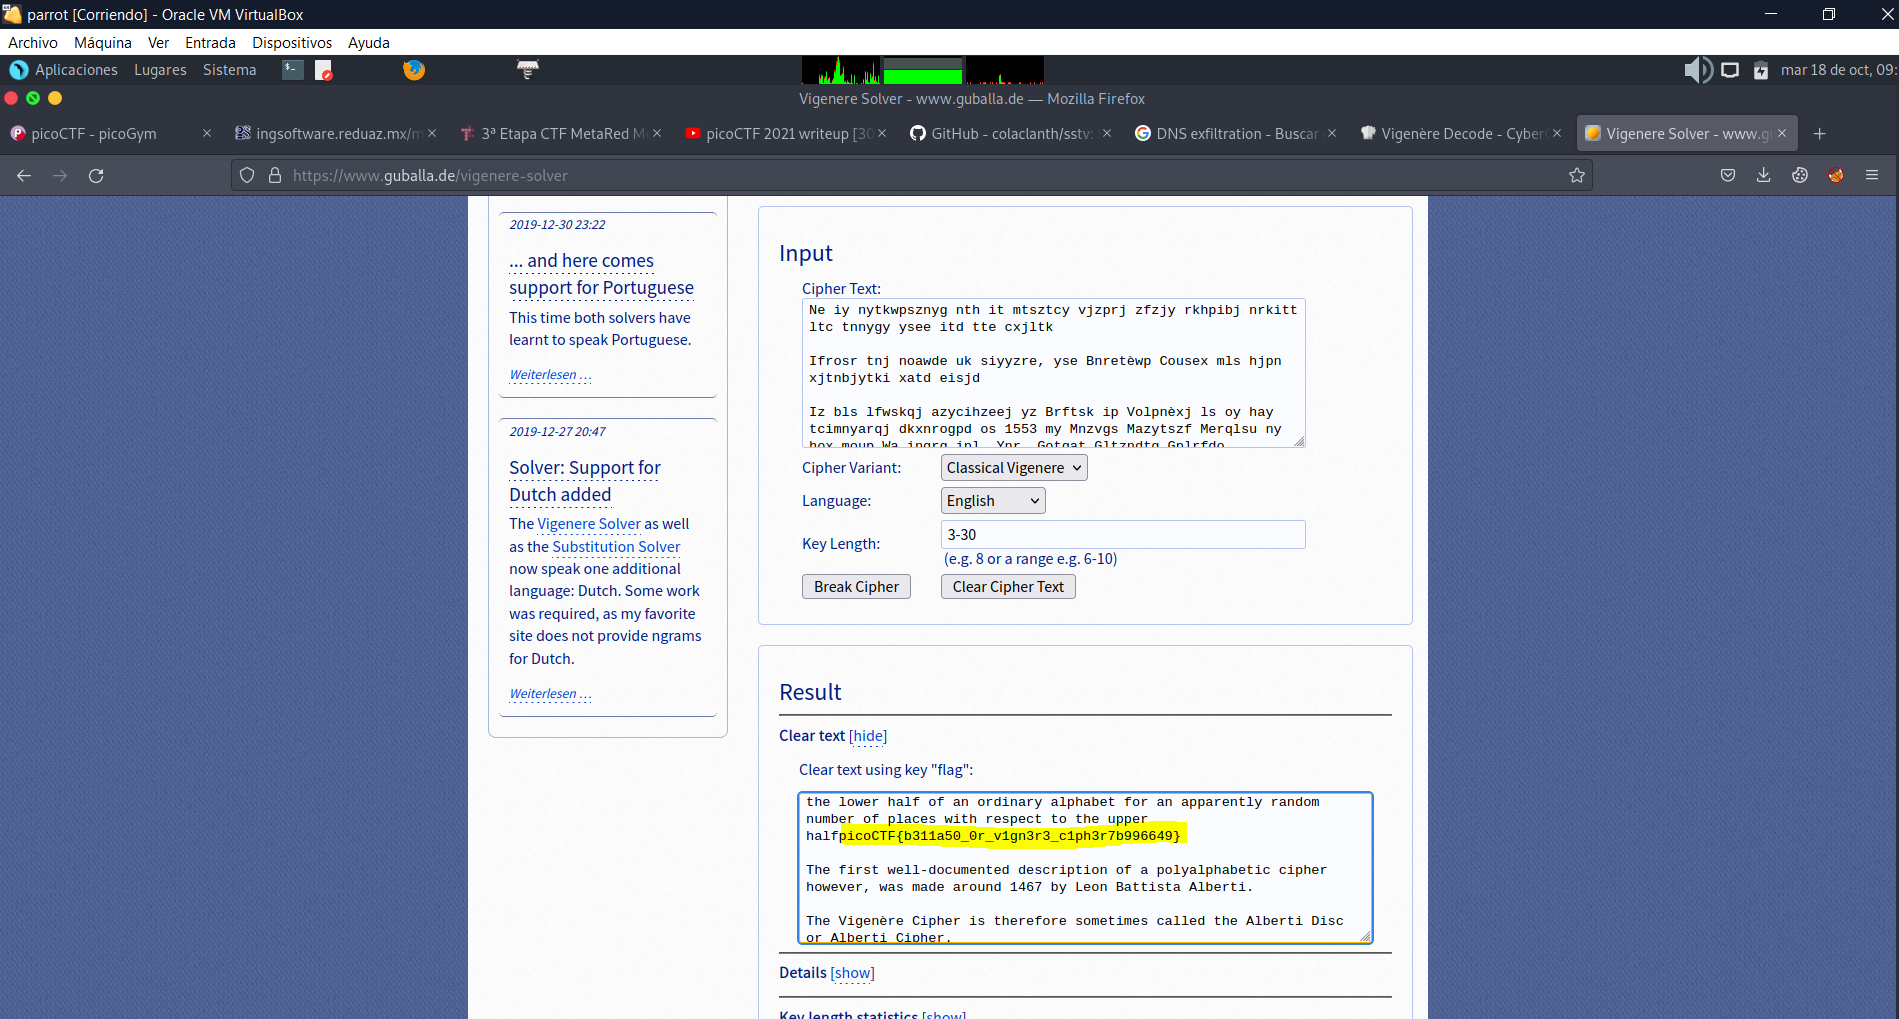 parrot [Corriendo] - Oracle VM VirtualBox
Archivo Máquina Ver Entrada Dispositivos Ayuda
Aplicaciones Lugares Sistema
mar 18 de oct, 09:
Vigenere Solver - www.guballa.de — Mozilla Firefox
picoCTF - picoGym
ingsoftware.reduaz.mx/m
3ª Etapa CTF MetaRed M
picoCTF 2021 writeup [30
GitHub - colaclanth/sstv:
DNS exfiltration - Buscar
Vigenère Decode - Cyber
Vigenere Solver - www.gu
https://www.guballa.de/vigenere-solver
2019-12-30 23:22
... and here comes
support for Portuguese
This time both solvers have
learnt to speak Portuguese.
Weiterlesen ...
2019-12-27 20:47
Solver: Support for
Dutch added
The Vigenere Solver as well
as the Substitution Solver
now speak one additional
language: Dutch. Some work
was required, as my favorite
site does not provide ngrams
for Dutch.
Weiterlesen ...
Input
Cipher Text:
Ne iy nytkwpsznyg nth it mtsztcy vjzprj zfzjy rkhpibj nrkitt
ltc tnnygy ysee itd tte cxjltk
Ifrosr tnj noawde uk siyyzre, yse Bnretèwp Cousex mls hjpn
xjtnbjytki xatd eisjd
Iz bls lfwskqj azycihzeej yz Brftsk ip Volpnèxj ls oy hay
tcimnyarqj dkxnrogpd os 1553 my Mnzvgs Mazytszf Merqlsu ny
hox moup Wa inqrg ipl. Ynr. Gotgat Gltzndtg Gplrfdo
Cipher Variant: Classical Vigenere
Language: English
Key Length: 3-30
(e.g. 8 or a range e.g. 6-10)
Break Cipher Clear Cipher Text
Result
Clear text [hide]
Clear text using key "flag":
the lower half of an ordinary alphabet for an apparently random
number of places with respect to the upper
halfpicoCTF{b311a50_0r_v1gn3r3_c1ph3r7b996649}
The first well-documented description of a polyalphabetic cipher
however, was made around 1467 by Leon Battista Alberti.
The Vigenère Cipher is therefore sometimes called the Alberti Disc
or Alberti Cipher.
Details [show]
Key length statistics [show]